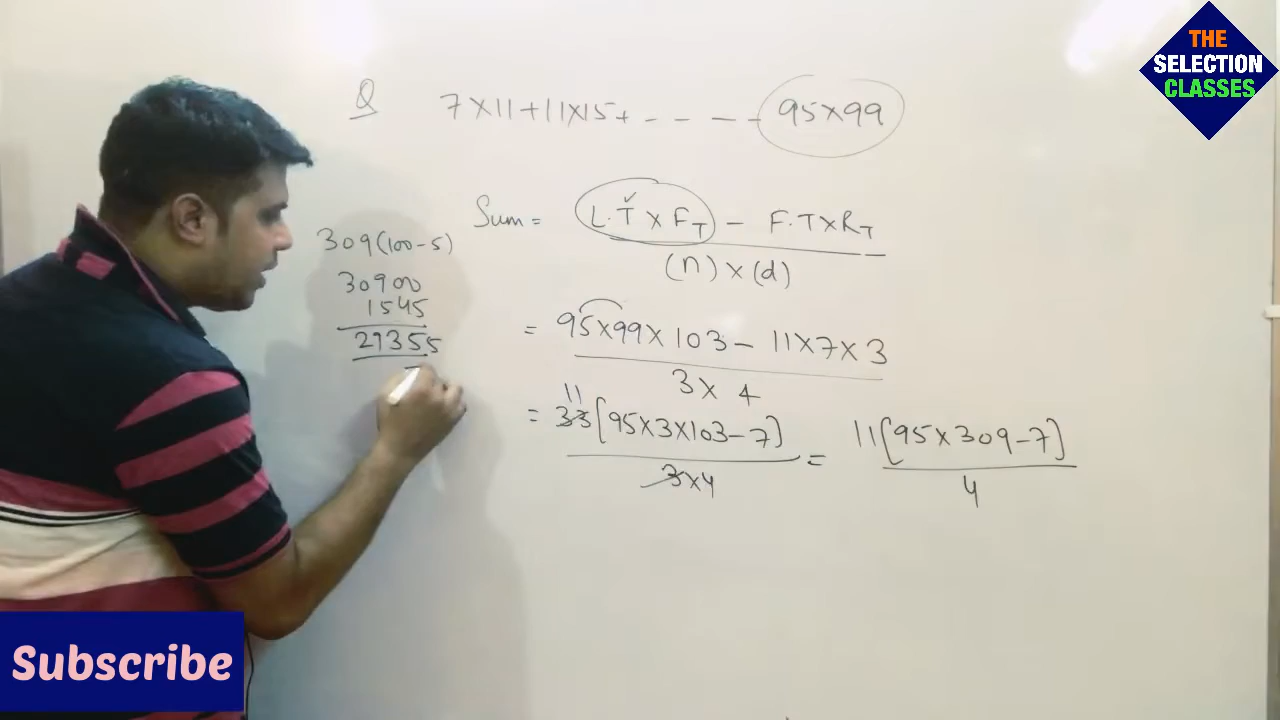 THE
SELECTION
CLASSES
Q 7×11+11×15+ - - - - - 95×99
Sum = L.T × F_T - F.T×R_T
(n)×(d)
309(100-5)
30900
1545
29355
7
= 95×99×103 - 11×7×3
3× 4
11
= 33[95×3×103-7]
3×4
= 11[95×309-7]
4
Subscribe